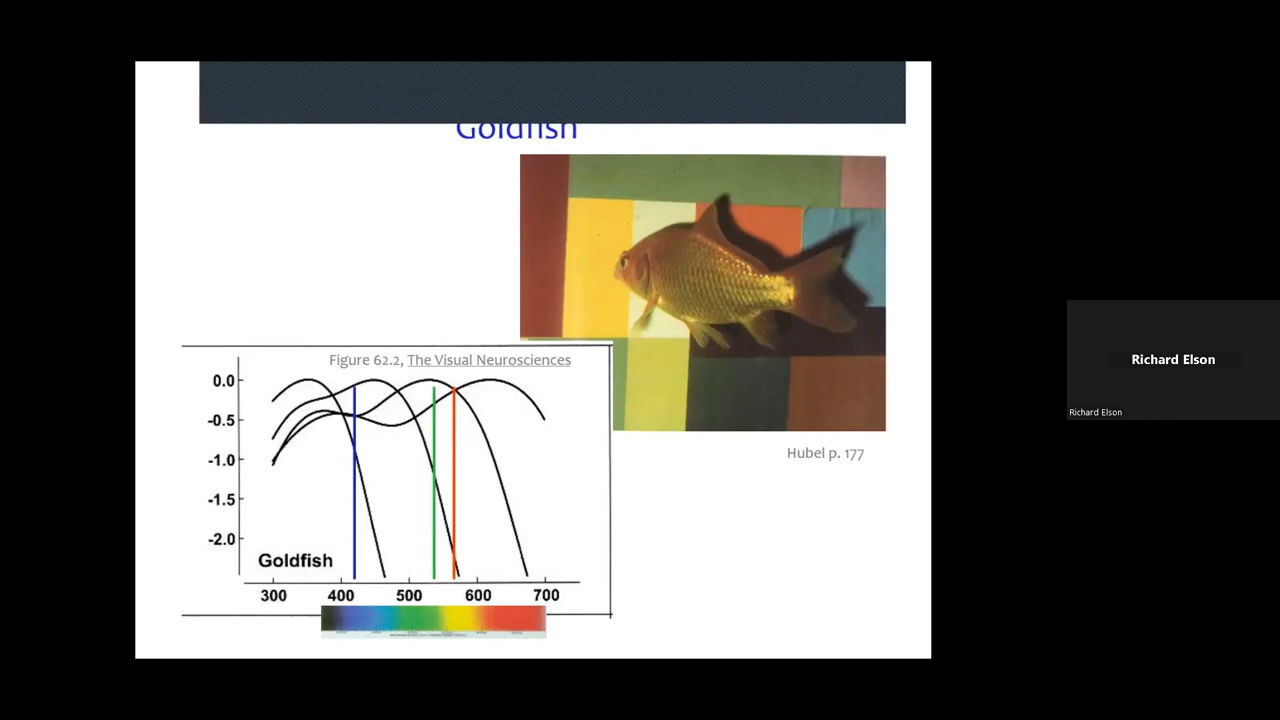 Goldfish
Figure 62.2, The Visual Neurosciences
0.0
-0.5
-1.0
-1.5
-2.0
Goldfish
300 400 500 600 700
Hubel p. 177
Richard Elson
Richard Elson